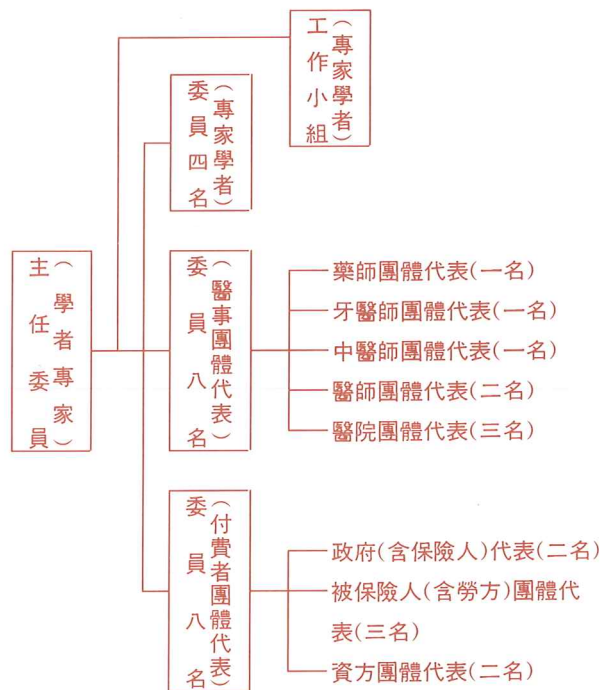 工作小組
(專家學者)
委員四名
(專家學者)
主任委員
(學者專家)
委員八名
(醫事團體代表)
藥師團體代表(一名)
牙醫師團體代表(一名)
中醫師團體代表(一名)
醫師團體代表(二名)
醫院團體代表(三名)
委員八名
(付費者團體代表)
政府(含保險人)代表(二名)
被保險人(含勞方)團體代
表(三名)
資方團體代表(二名)